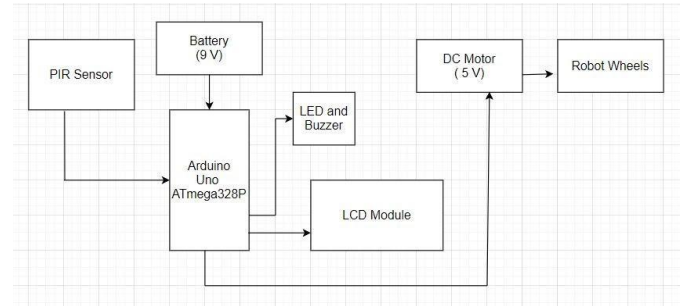 PIR Sensor
Battery
(9 V)
Arduino
Uno
ATmega328P
LED and
Buzzer
LCD Module
DC Motor
( 5 V)
Robot Wheels